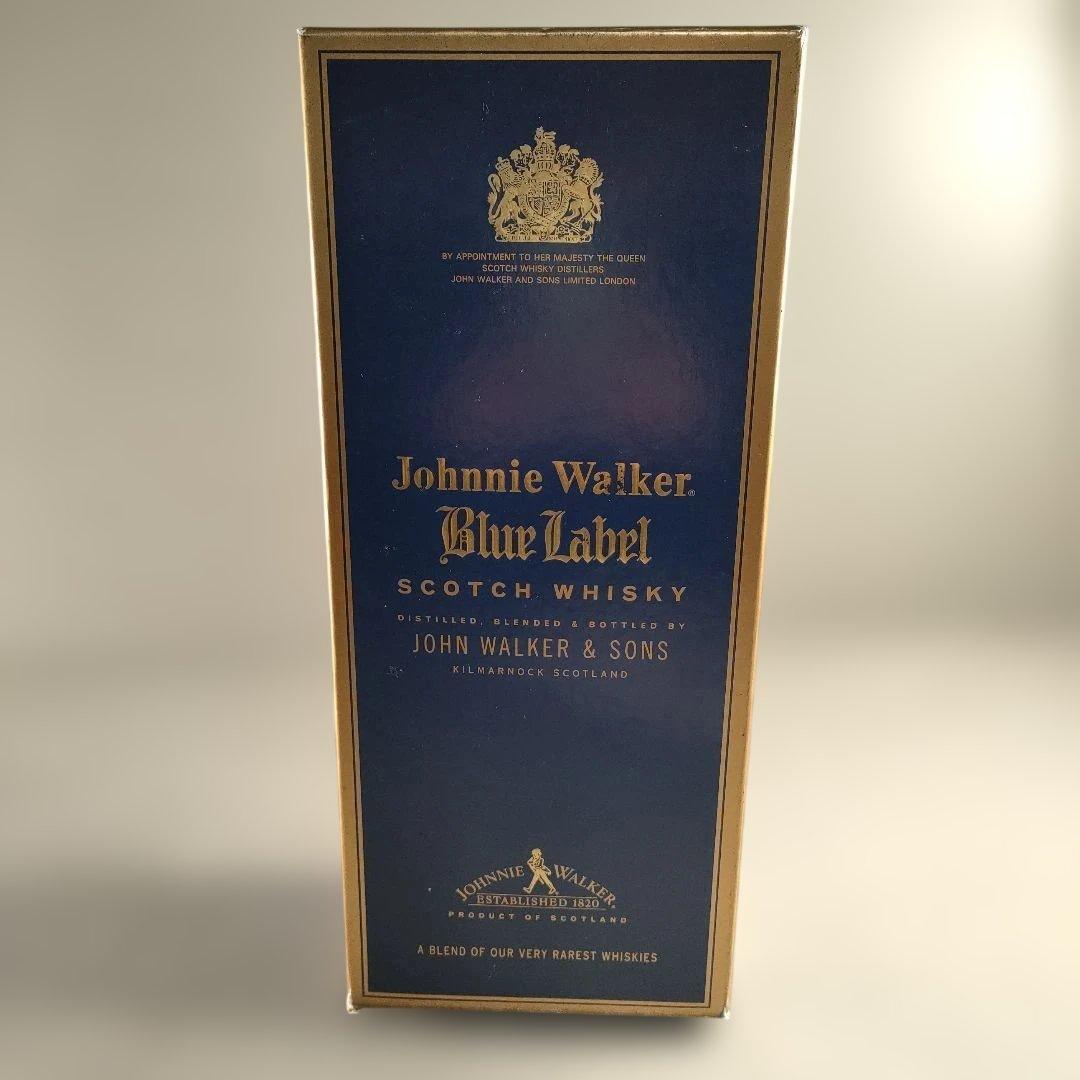 BY APPOINTMENT TO HER MAJESTY THE QUEEN
SCOTCH WHISKY DISTILLERS
JOHN WALKER AND SONS LIMITED LONDON
Johnnie Walker®
Blue Label
SCOTCH WHISKY
DISTILLED, BLENDED & BOTTLED BY
JOHN WALKER & SONS
KILMARNOCK SCOTLAND
JOHNNIE WALKER®
ESTABLISHED 1820
PRODUCT OF SCOTLAND
A BLEND OF OUR VERY RAREST WHISKIES